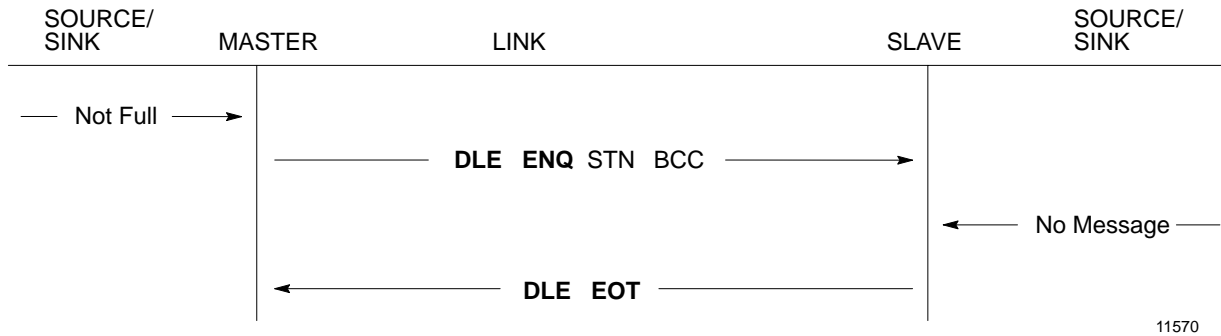 SOURCE/
SINK
MASTER
LINK
SLAVE
SOURCE/
SINK
Not Full
DLE ENQ STN BCC
No Message
DLE EOT
11570